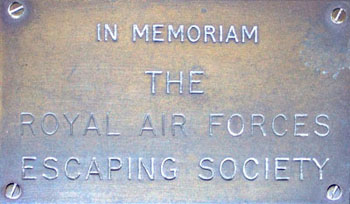 IN MEMORIAM
THE
ROYAL AIR FORCES
ESCAPING SOCIETY